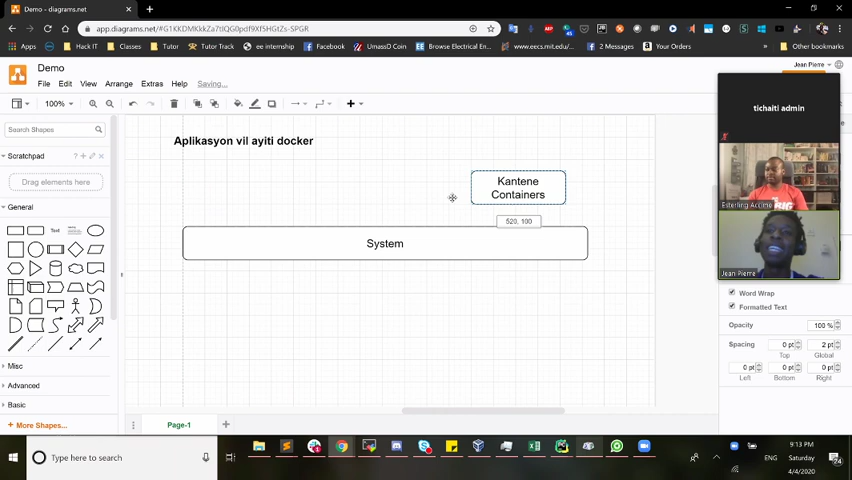 Demo - diagrams.net
app.diagrams.net/#G1KKDMKkkZa7tIQG0pdf9Xf5HGtZs-SPGR
Apps
Hack IT
Classes
Tutor
Tutor Track
ee internship
Facebook
UmassD Coin
Browse Electrical En...
www.eecs.mit.edu/...
2 Messages
Your Orders
Other bookmarks
Demo
Jean Pierre
File Edit View Arrange Extras Help Saving...
100%
Search Shapes
Scratchpad
Drag elements here
General
Text
Misc
Advanced
Basic
+ More Shapes...
Aplikasyon vil ayiti docker
Kantene
Containers
520, 100
System
tichaiti admin
Esterling Accime
Jean Pierre
Word Wrap
Formatted Text
Opacity
100 %
Spacing
0 pt
2 pt
Top
Global
0 pt
0 pt
0 pt
Left
Bottom
Right
Page-1
Type here to search
ENG
9:13 PM
Saturday
4/4/2020
24